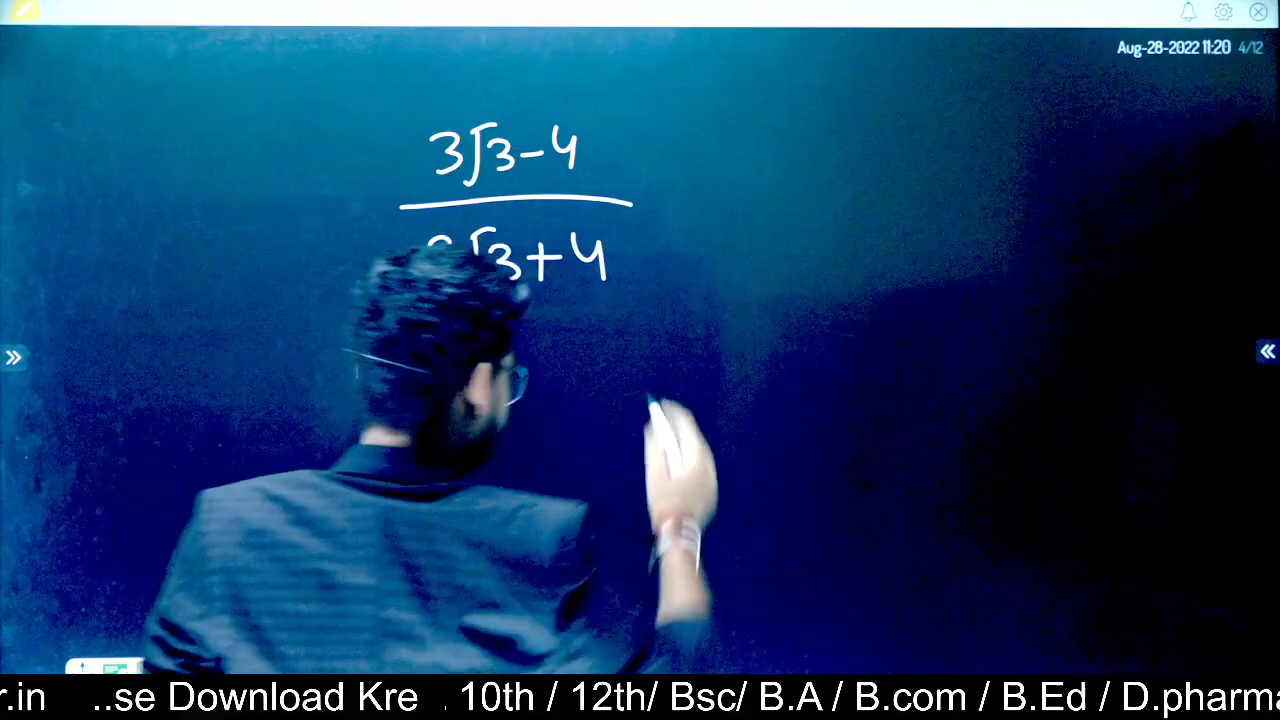 Aug-28-2022 11:20 4/12
3√3-4
√3+4
r.in ..se Download Kre . 10th / 12th/ Bsc/ B.A / B.com / B.Ed / D.pharma